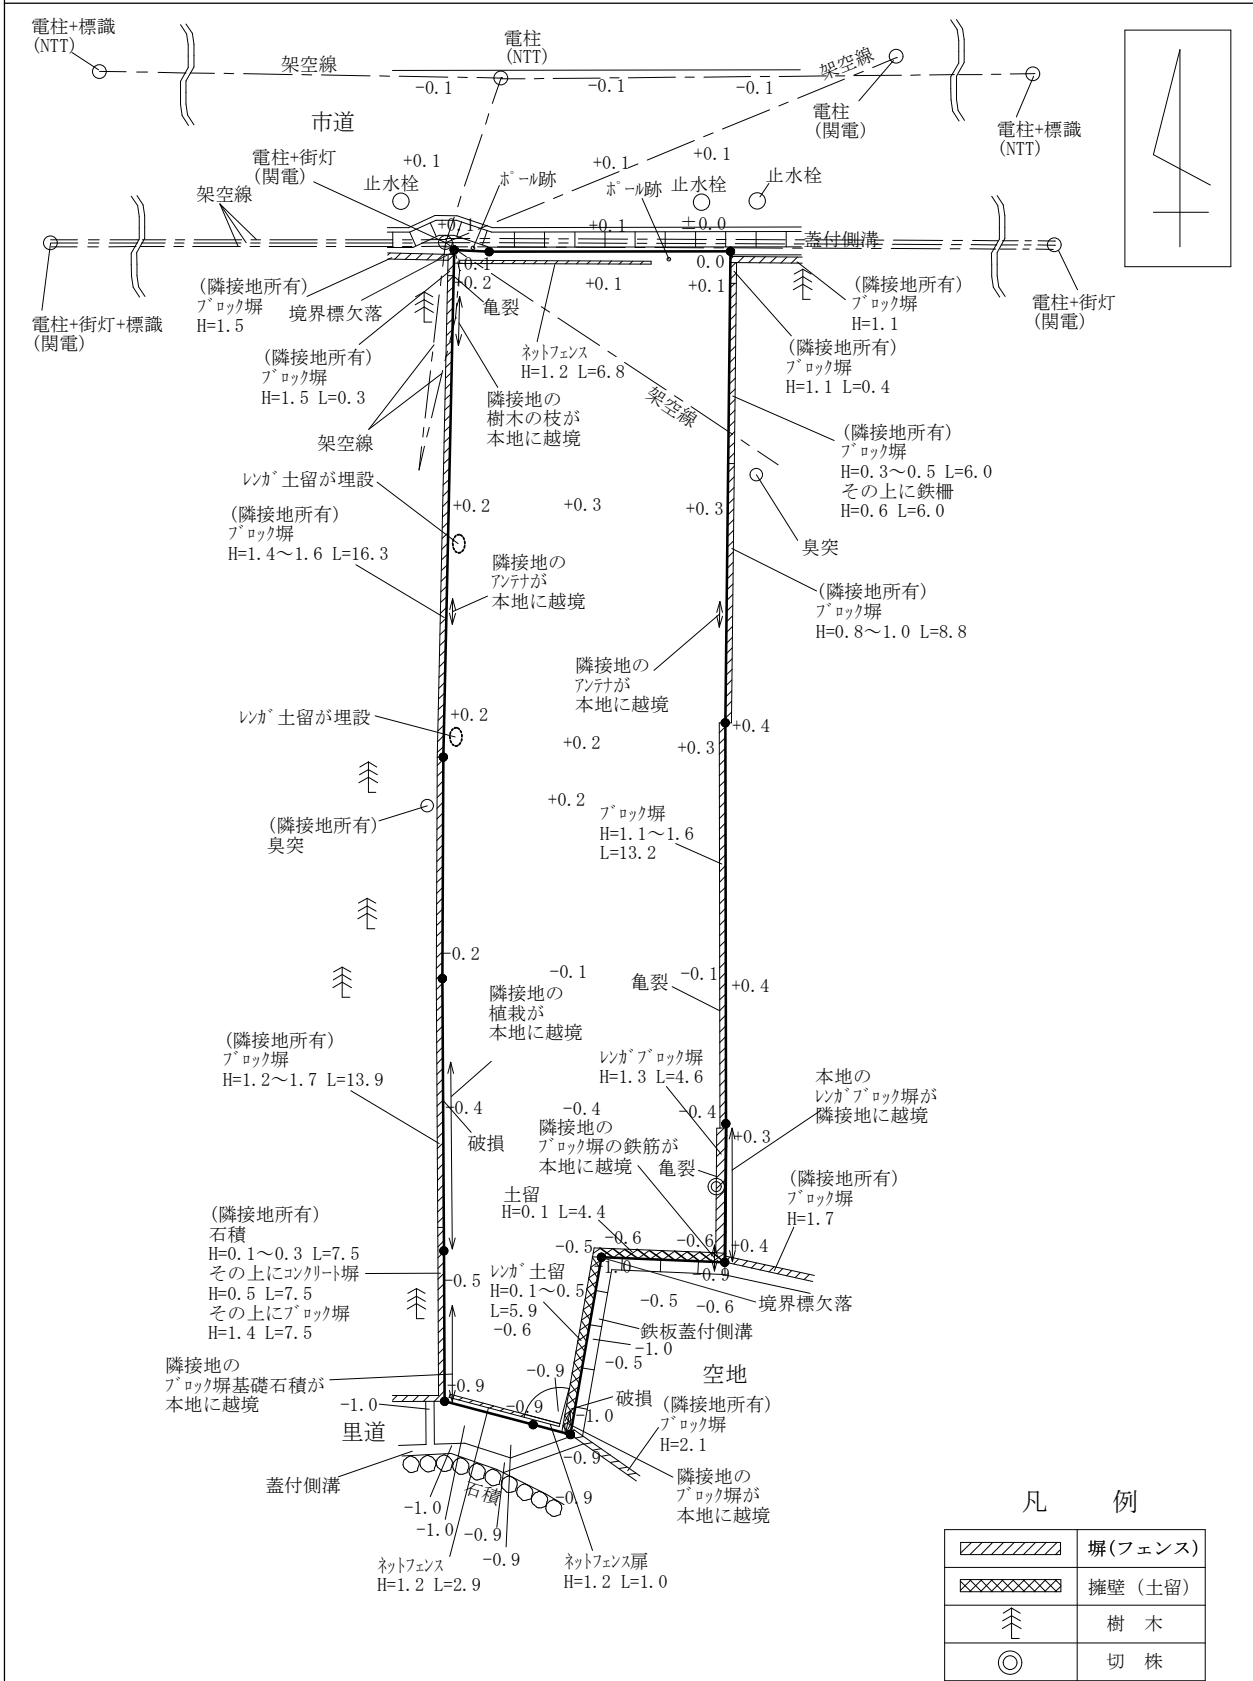 電柱+標識
(NTT)
架空線
電柱
(NTT)
架空線
-0.1
-0.1
-0.1
電柱
(関電)
電柱+標識
(NTT)
市道
電柱+街灯
(関電)
+0.1
+0.1
+0.1
架空線
止水栓
ﾎﾟｰﾙ跡
ﾎﾟｰﾙ跡
止水栓
止水栓
+0.1
+0.1
±0.0
蓋付側溝
+0.1
+0.2
0.0
+0.1
+0.1
(隣接地所有)
ﾌﾞﾛｯｸ塀
H=1.5
境界標欠落
亀裂
(隣接地所有)
ﾌﾞﾛｯｸ塀
H=1.1
電柱+街灯+標識
(関電)
電柱+街灯
(関電)
(隣接地所有)
ﾌﾞﾛｯｸ塀
H=1.5 L=0.3
ﾈｯﾄﾌｪﾝｽ
H=1.2 L=6.8
(隣接地所有)
ﾌﾞﾛｯｸ塀
H=1.1 L=0.4
隣接地の
樹木の枝が
本地に越境
架空線
架空線
(隣接地所有)
ﾌﾞﾛｯｸ塀
H=0.3～0.5 L=6.0
その上に鉄柵
H=0.6 L=6.0
ﾚﾝｶﾞ土留が埋設
+0.2
+0.3
+0.3
(隣接地所有)
ﾌﾞﾛｯｸ塀
H=1.4～1.6 L=16.3
臭突
隣接地の
ｱﾝﾃﾅが
本地に越境
(隣接地所有)
ﾌﾞﾛｯｸ塀
H=0.8～1.0 L=8.8
隣接地の
ｱﾝﾃﾅが
本地に越境
ﾚﾝｶﾞ土留が埋設
+0.2
+0.2
+0.3
+0.4
+0.2
(隣接地所有)
臭突
ﾌﾞﾛｯｸ塀
H=1.1～1.6
L=13.2
-0.2
-0.1
-0.1
+0.4
亀裂
隣接地の
植栽が
本地に越境
(隣接地所有)
ﾌﾞﾛｯｸ塀
H=1.2～1.7 L=13.9
ﾚﾝｶﾞﾌﾞﾛｯｸ塀
H=1.3 L=4.6
本地の
ﾚﾝｶﾞﾌﾞﾛｯｸ塀が
隣接地に越境
-0.4
-0.4
-0.4
+0.3
破損
隣接地の
ﾌﾞﾛｯｸ塀の鉄筋が
本地に越境
亀裂
(隣接地所有)
ﾌﾞﾛｯｸ塀
H=1.7
土留
H=0.1 L=4.4
(隣接地所有)
石積
H=0.1～0.3 L=7.5
その上にｺﾝｸﾘｰﾄ塀
H=0.5 L=7.5
その上にﾌﾞﾛｯｸ塀
H=1.4 L=7.5
-0.5
-0.6
-0.6
+0.4
-1.0
-0.9
-0.5
ﾚﾝｶﾞ土留
H=0.1～0.5
L=5.9
-0.6
-0.5
-0.6
境界標欠落
鉄板蓋付側溝
-1.0
-0.5
空地
隣接地の
ﾌﾞﾛｯｸ塀基礎石積が
本地に越境
-0.9
-0.9
-0.9
-1.0
破損
-1.0
(隣接地所有)
ﾌﾞﾛｯｸ塀
H=2.1
里道
-0.9
蓋付側溝
石積
-0.9
隣接地の
ﾌﾞﾛｯｸ塀が
本地に越境
-1.0
-1.0
-0.9
-0.9
ﾈｯﾄﾌｪﾝｽ
H=1.2 L=2.9
ﾈｯﾄﾌｪﾝｽ扉
H=1.2 L=1.0
凡 例
塀(フェンス)
擁壁（土留）
樹 木
切 株